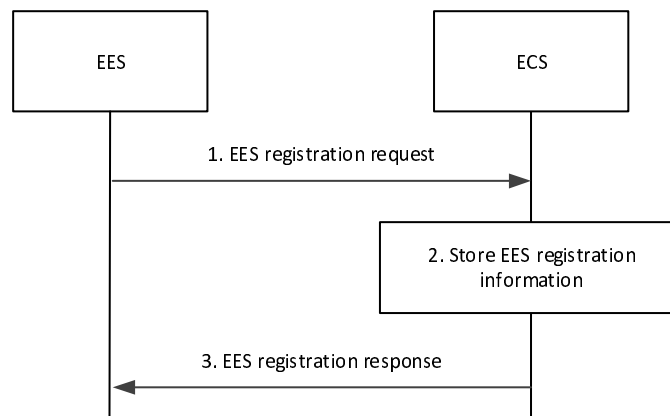 EES
ECS
1. EES registration request
2. Store EES registration
information
3. EES registration response